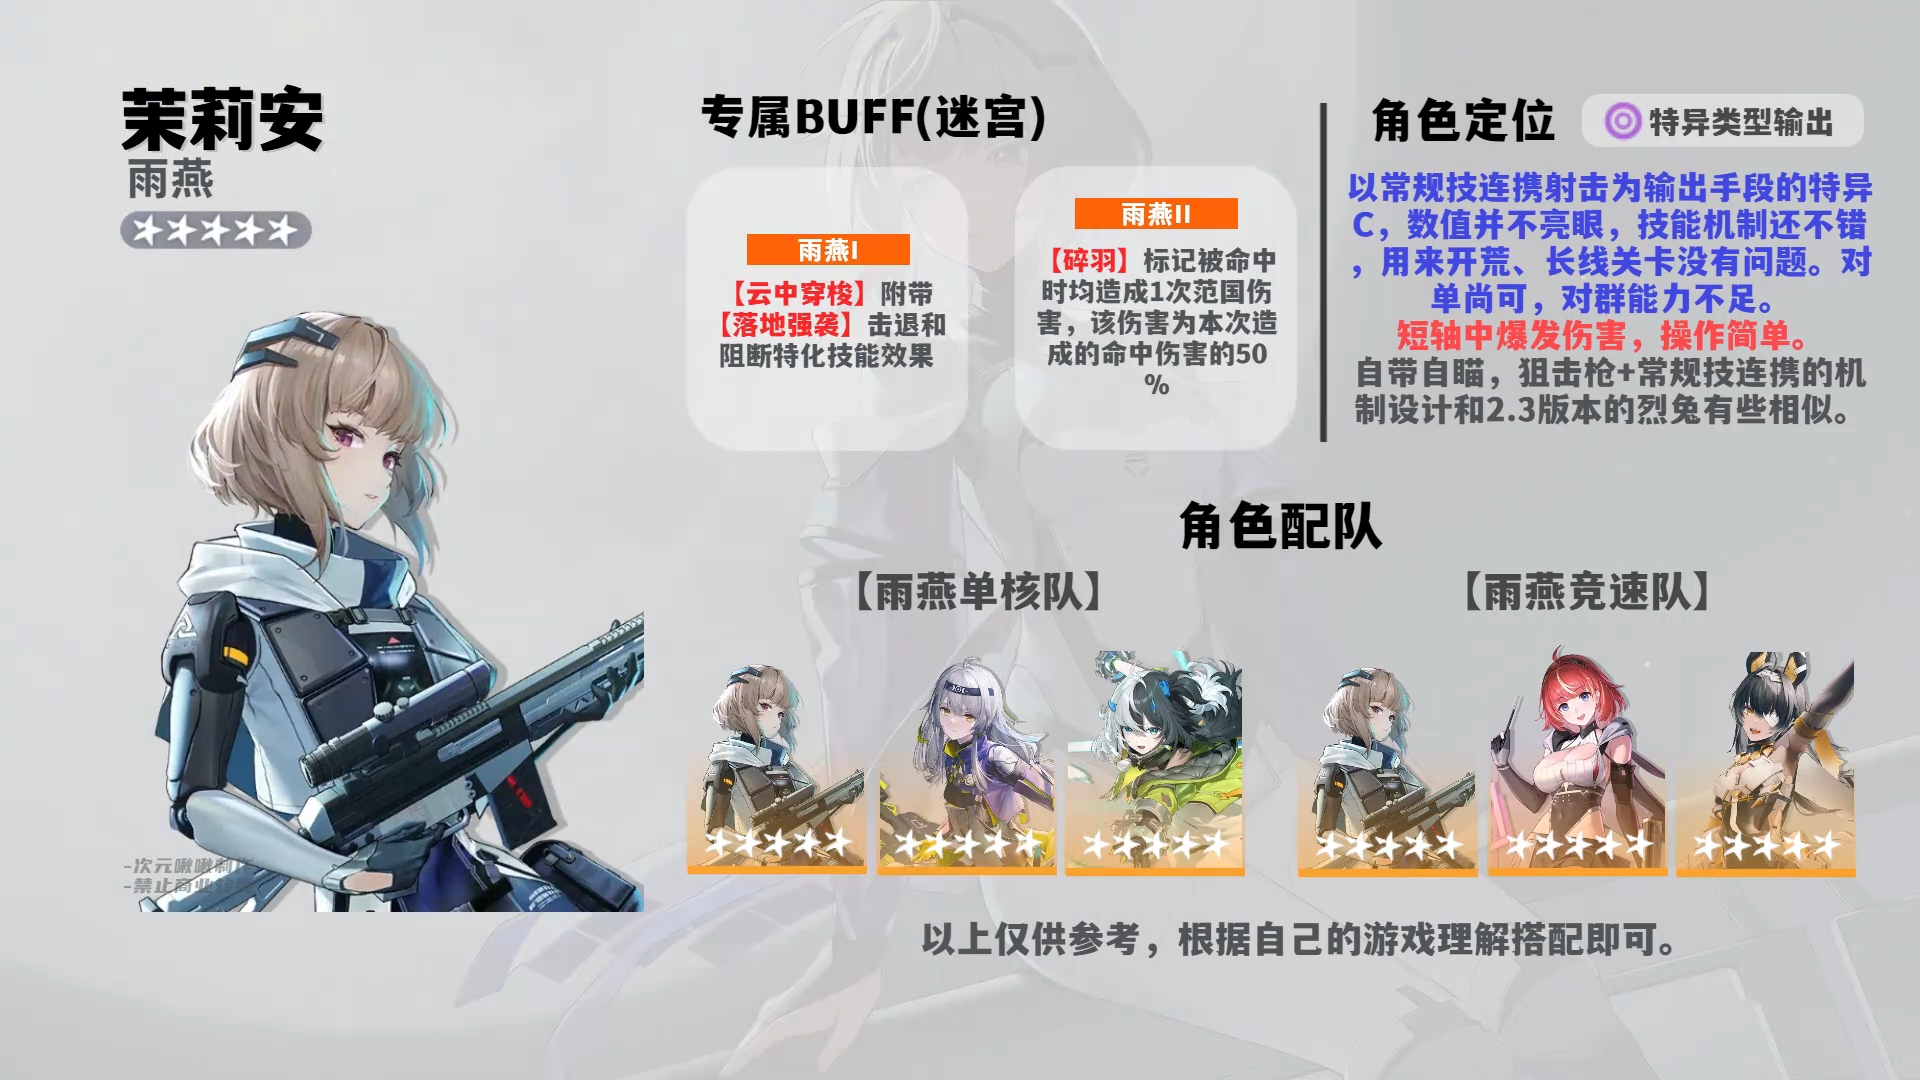 茉莉安
雨燕
专属BUFF(迷宫)
雨燕I
【云中穿梭】附带
【落地强袭】击退和
阻断特化技能效果
雨燕II
【碎羽】标记被命中
时均造成1次范国伤
害，该伤害为本次造
成的命中伤害的50
%
角色定位
特异类型输出
以常规技连携射击为输出手段的特异
C，数值并不亮眼，技能机制还不错
，用来开荒、长线关卡没有问题。对
单尚可，对群能力不足。
短轴中爆发伤害，操作简单。
自带自瞄，狙击枪+常规技连携的机
制设计和2.3版本的烈兔有些相似。
角色配队
【雨燕单核队】
【雨燕竞速队】
-次元啾啾制作
-禁止商业
以上仅供参考，根据自己的游戏理解搭配即可。